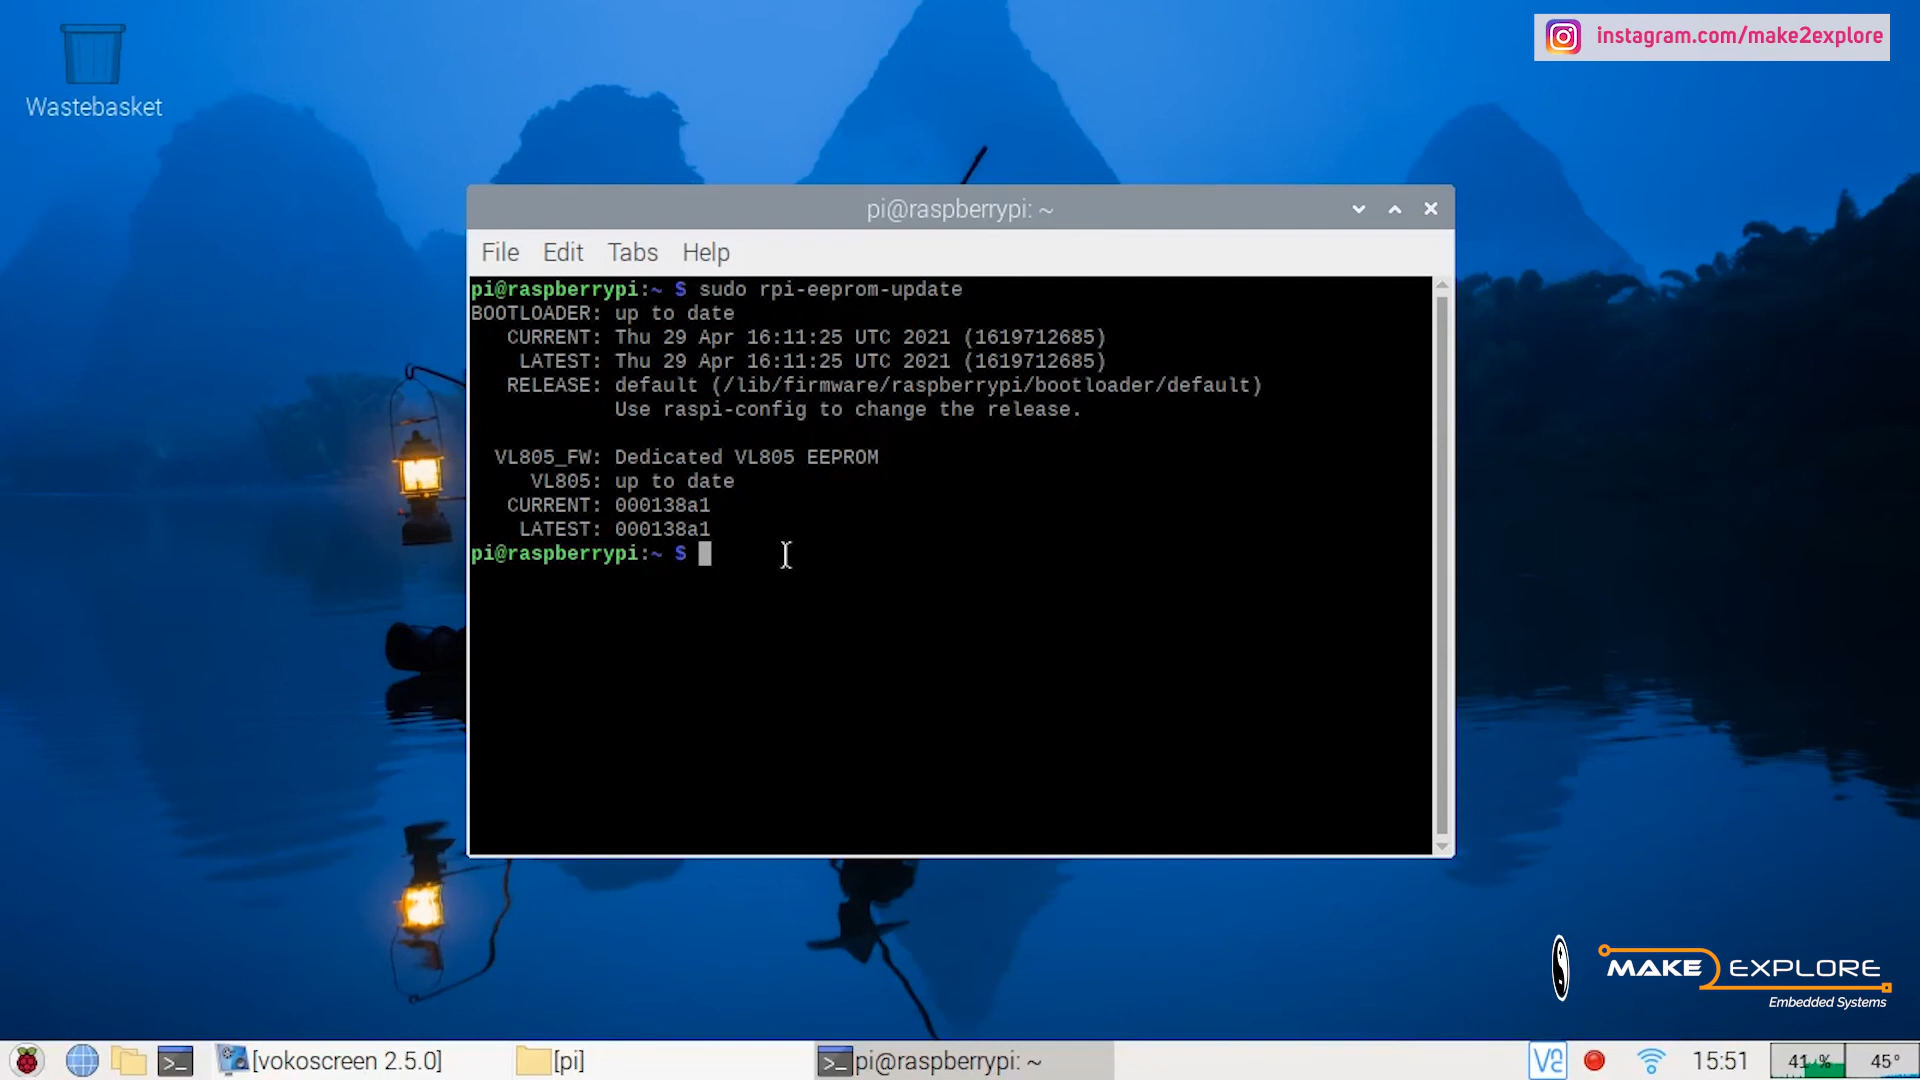 instagram.com/make2explore
Wastebasket
pi@raspberrypi: ~
File Edit Tabs Help
pi@raspberrypi:~ $ sudo rpi-eeprom-update
BOOTLOADER: up to date
CURRENT: Thu 29 Apr 16:11:25 UTC 2021 (1619712685)
LATEST: Thu 29 Apr 16:11:25 UTC 2021 (1619712685)
RELEASE: default (/lib/firmware/raspberrypi/bootloader/default)
Use raspi-config to change the release.
VL805_FW: Dedicated VL805 EEPROM
VL805: up to date
CURRENT: 000138a1
LATEST: 000138a1
pi@raspberrypi:~ $
MAKE EXPLORE
Embedded Systems
[vokoscreen 2.5.0] [pi] pi@raspberrypi: ~ 15:51 41 % 45°